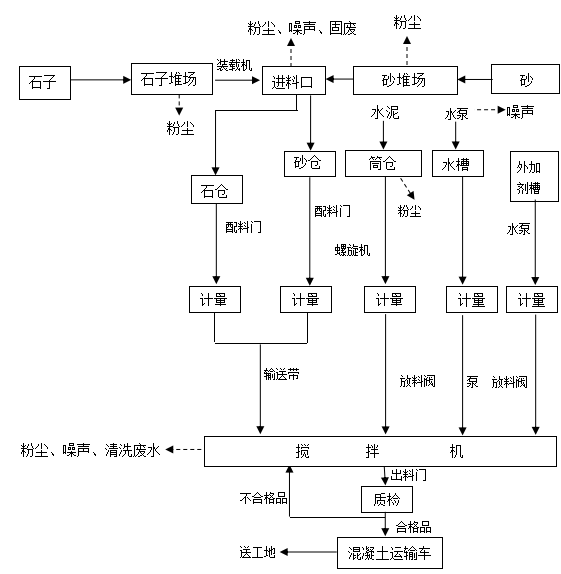 粉尘、噪声、固废
粉尘
石子
石子堆场
装载机
进料口
砂堆场
砂
粉尘
水泥
水泵
噪声
砂仓
筒仓
水槽
外加
剂槽
石仓
粉尘
配料门
配料门
水泵
螺旋机
计量
计量
计量
计量
计量
输送带
放料阀
泵
放料阀
粉尘、噪声、清洗废水
搅 拌 机
出料门
不合格品
质检
合格品
送工地
混凝土运输车